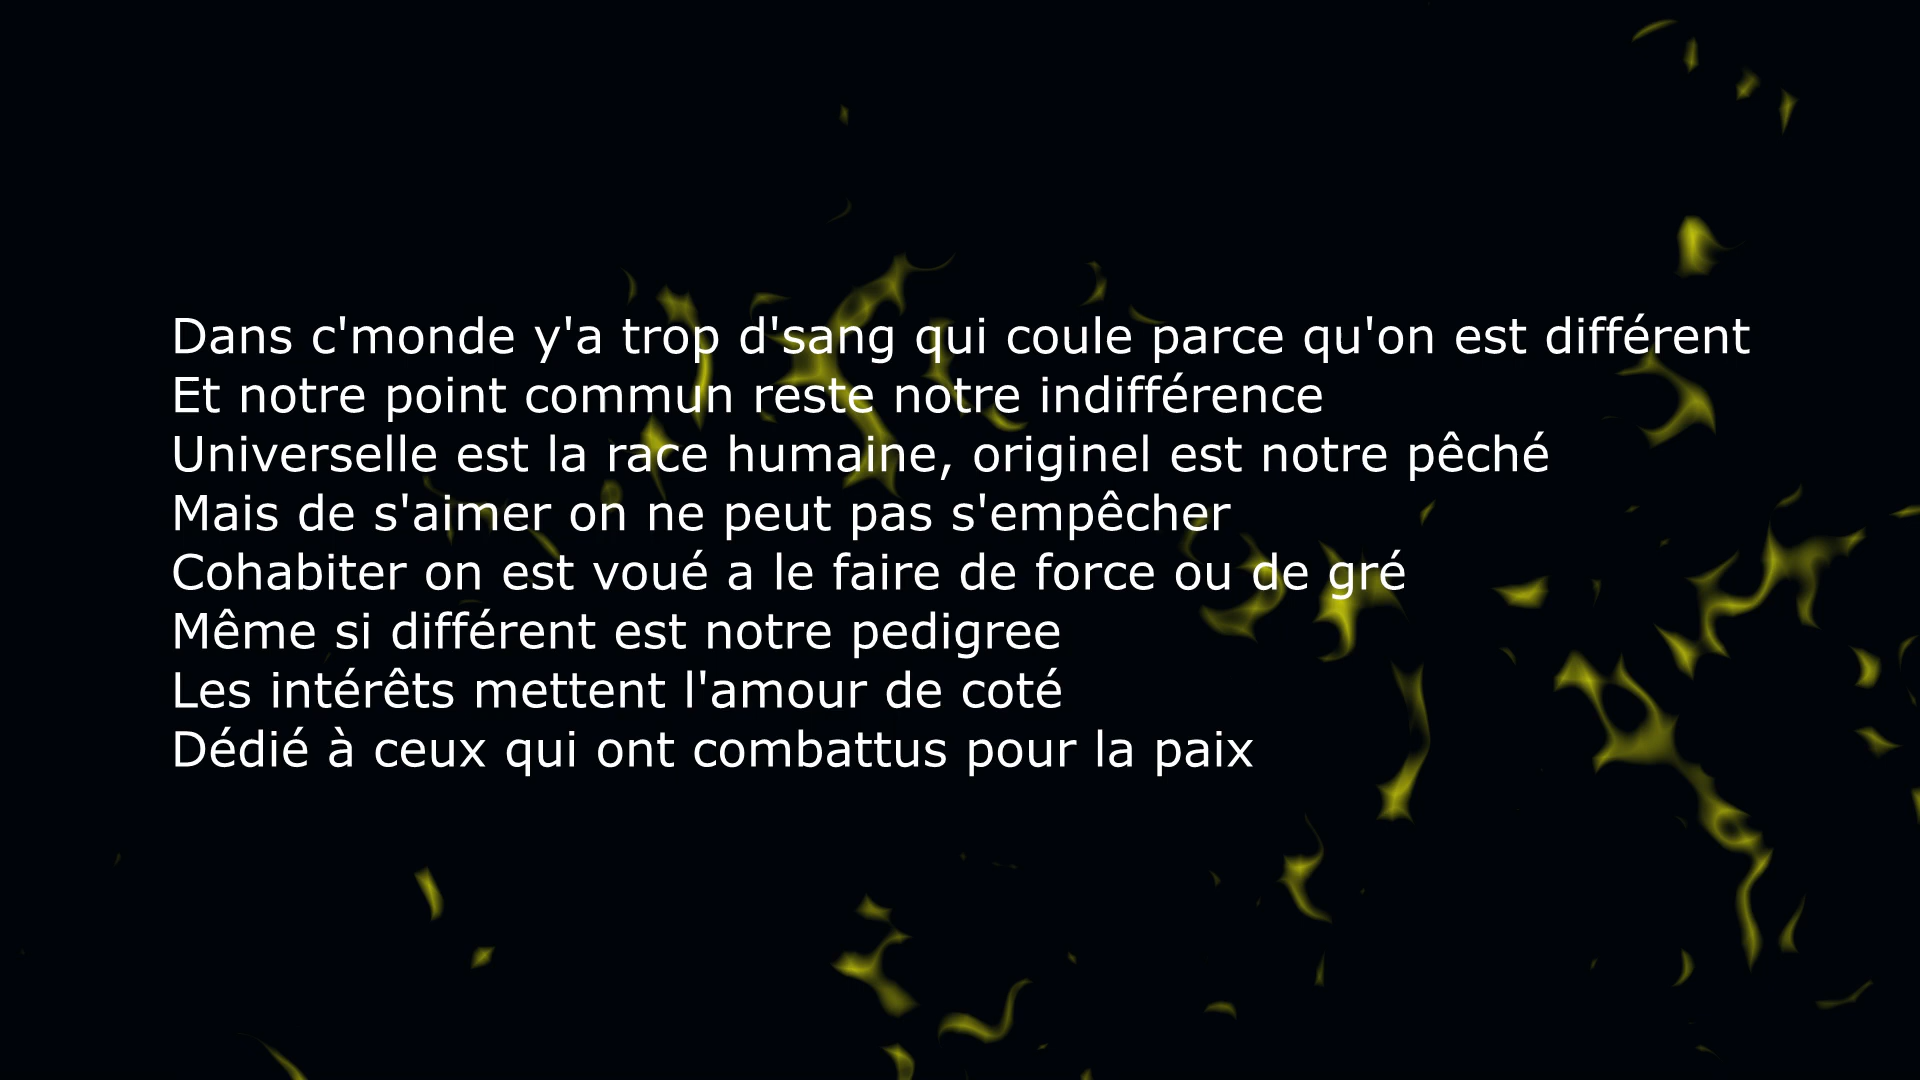 Dans c'monde y'a trop d'sang qui coule parce qu'on est différent
Et notre point commun reste notre indifférence
Universelle est la race humaine, originel est notre pêché
Mais de s'aimer on ne peut pas s'empêcher
Cohabiter on est voué a le faire de force ou de gré
Même si différent est notre pedigree
Les intérêts mettent l'amour de coté
Dédié à ceux qui ont combattus pour la paix